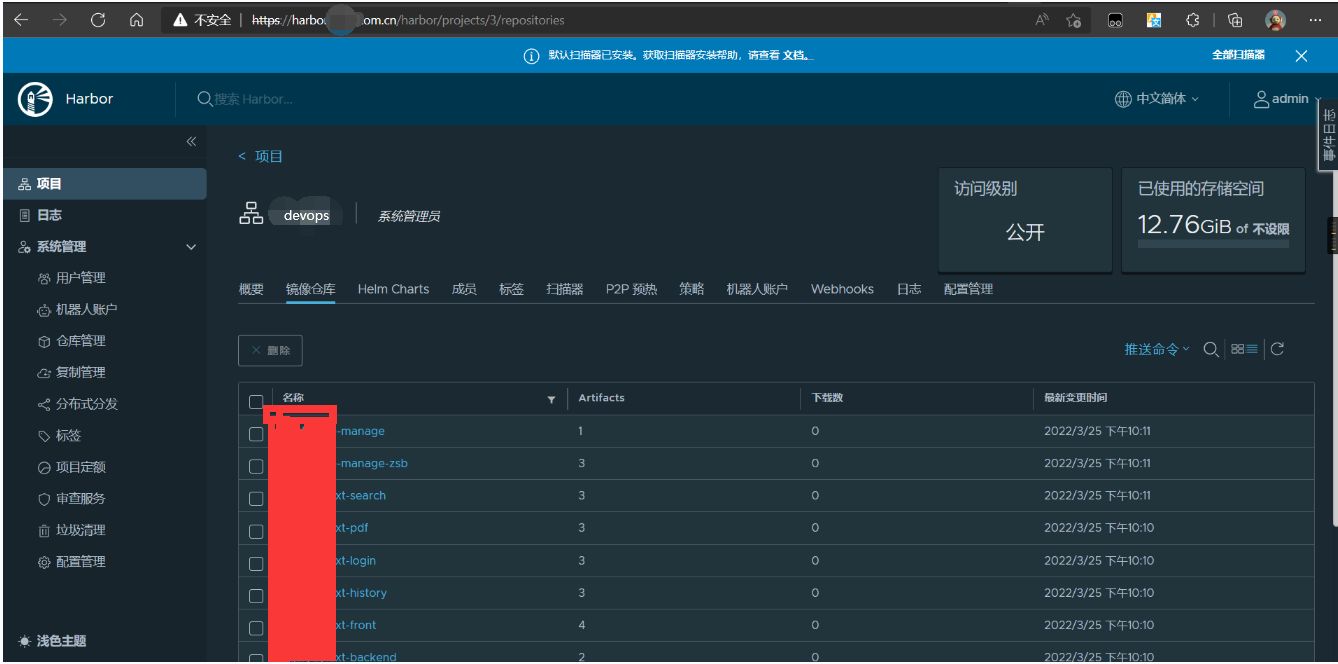 不安全 | https://harbor. om.cn/harbor/projects/3/repositories
默认扫描器已安装。获取扫描器安装帮助，请查看 文档。 全部扫描器
Harbor 搜索 Harbor... 中文简体 admin
事件日志
项目
日志
系统管理
用户管理
机器人账户
仓库管理
复制管理
分布式分发
标签
项目定额
审查服务
垃圾清理
配置管理
浅色主题
< 项目
devops 系统管理员
访问级别
公开
已使用的存储空间
12.76GiB of 不设限
概要 镜像仓库 Helm Charts 成员 标签 扫描器 P2P 预热 策略 机器人账户 Webhooks 日志 配置管理
× 删除 推送命令
名称 Artifacts 下载数 最新变更时间
-manage 1 0 2022/3/25 下午10:11
-manage-zsb 3 0 2022/3/25 下午10:11
xt-search 3 0 2022/3/25 下午10:11
xt-pdf 3 0 2022/3/25 下午10:10
xt-login 3 0 2022/3/25 下午10:10
xt-history 3 0 2022/3/25 下午10:10
xt-front 4 0 2022/3/25 下午10:10
xt-backend 2 0 2022/3/25 下午10:10